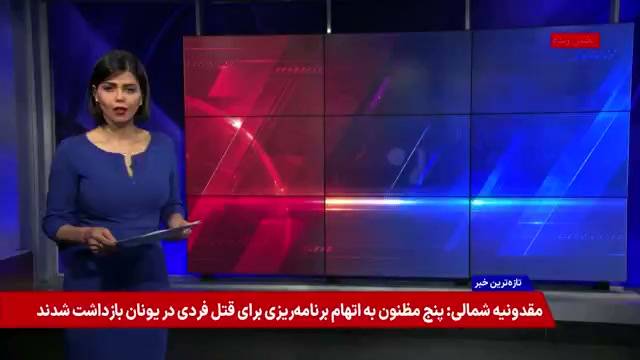 تازه‌ترین خبر
مقدونیه شمالی: پنج مظنون به اتهام برنامه‌ریزی برای قتل فردی در یونان بازداشت شدند